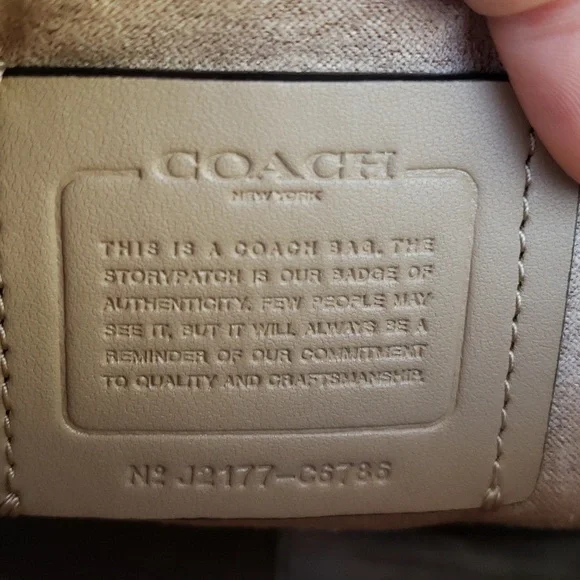 COACH
NEW YORK
THIS IS A COACH BAG. THE
STORYPATCH IS OUR BADGE OF
AUTHENTICITY. FEW PEOPLE MAY
SEE IT, BUT IT WILL ALWAYS BE A
REMINDER OF OUR COMMITMENT
TO QUALITY AND CRAFTSMANSHIP.
Nº J2177-C6786